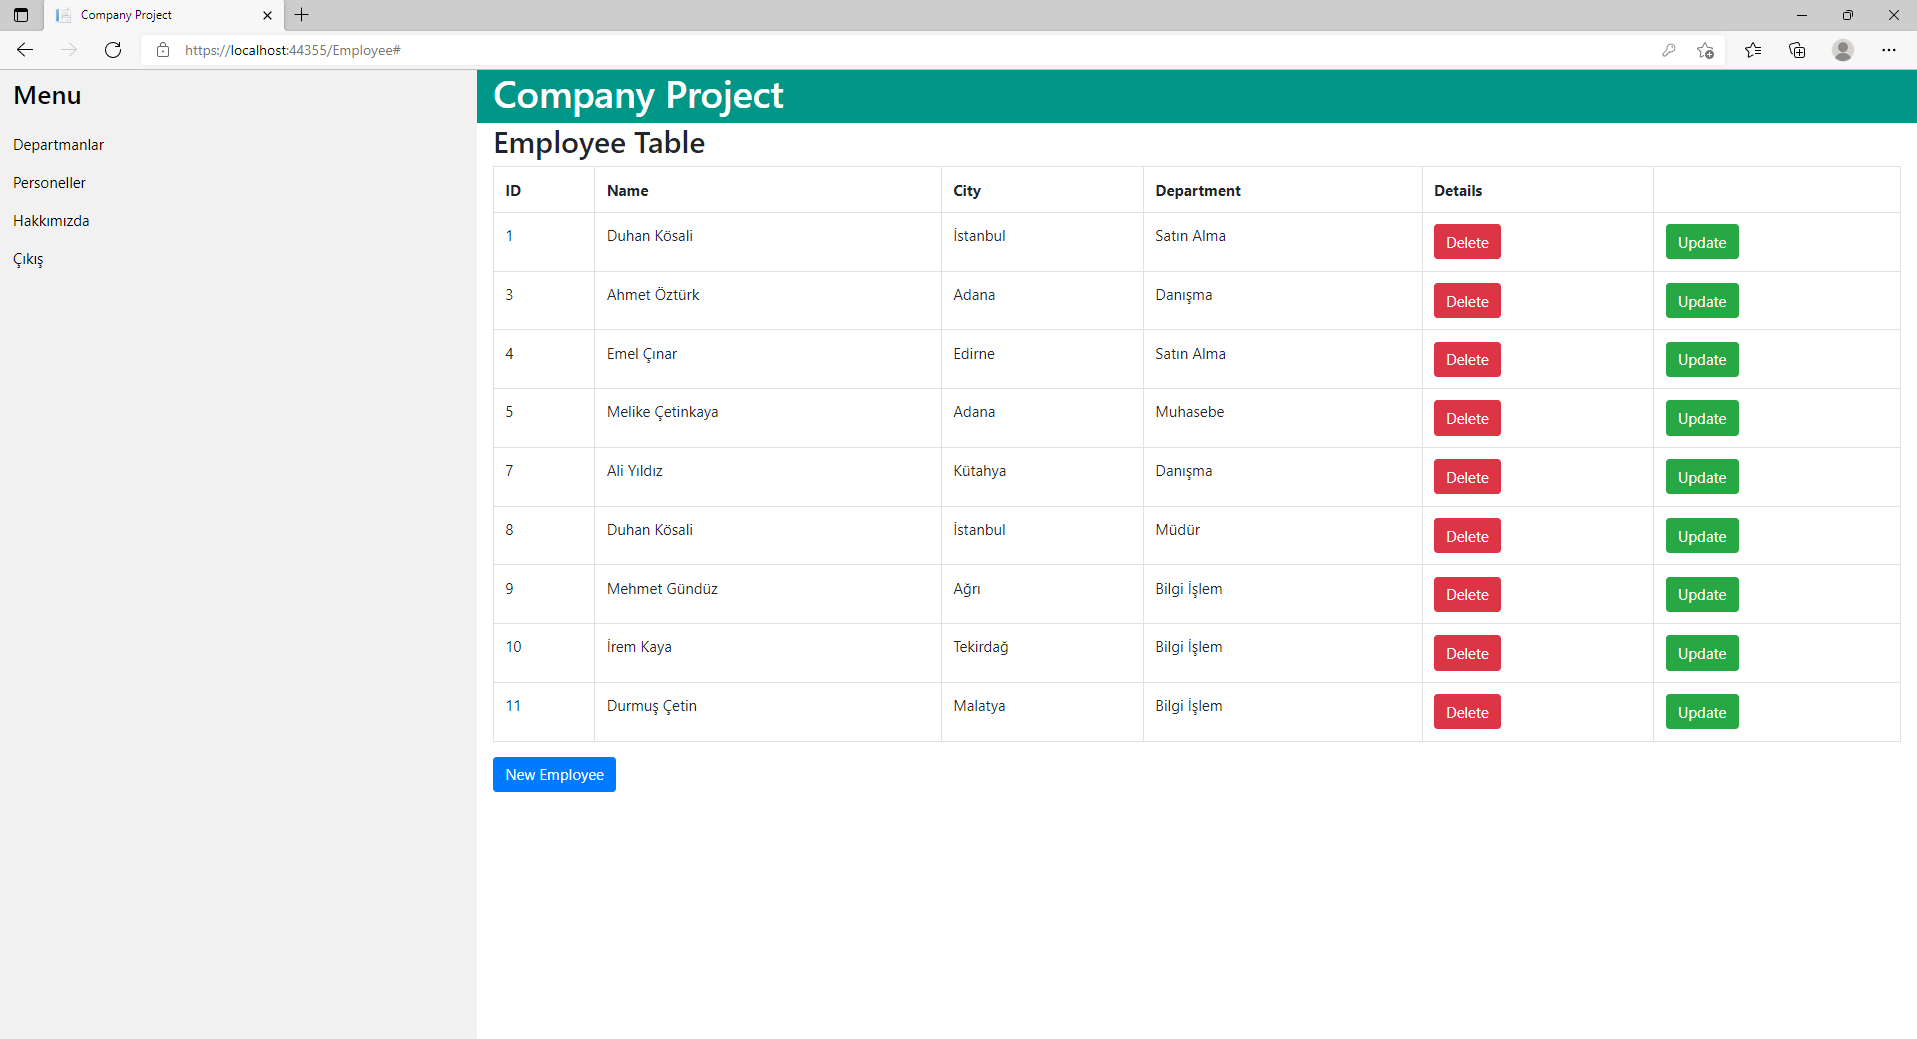 Company Project
https://localhost:44355/Employee#
Menu
Departmanlar
Personeller
Hakkımızda
Çıkış
Company Project
Employee Table
ID Name City Department Details
1 Duhan Kösali İstanbul Satın Alma Delete Update
3 Ahmet Öztürk Adana Danışma Delete Update
4 Emel Çınar Edirne Satın Alma Delete Update
5 Melike Çetinkaya Adana Muhasebe Delete Update
7 Ali Yıldız Kütahya Danışma Delete Update
8 Duhan Kösali İstanbul Müdür Delete Update
9 Mehmet Gündüz Ağrı Bilgi İşlem Delete Update
10 İrem Kaya Tekirdağ Bilgi İşlem Delete Update
11 Durmuş Çetin Malatya Bilgi İşlem Delete Update
New Employee